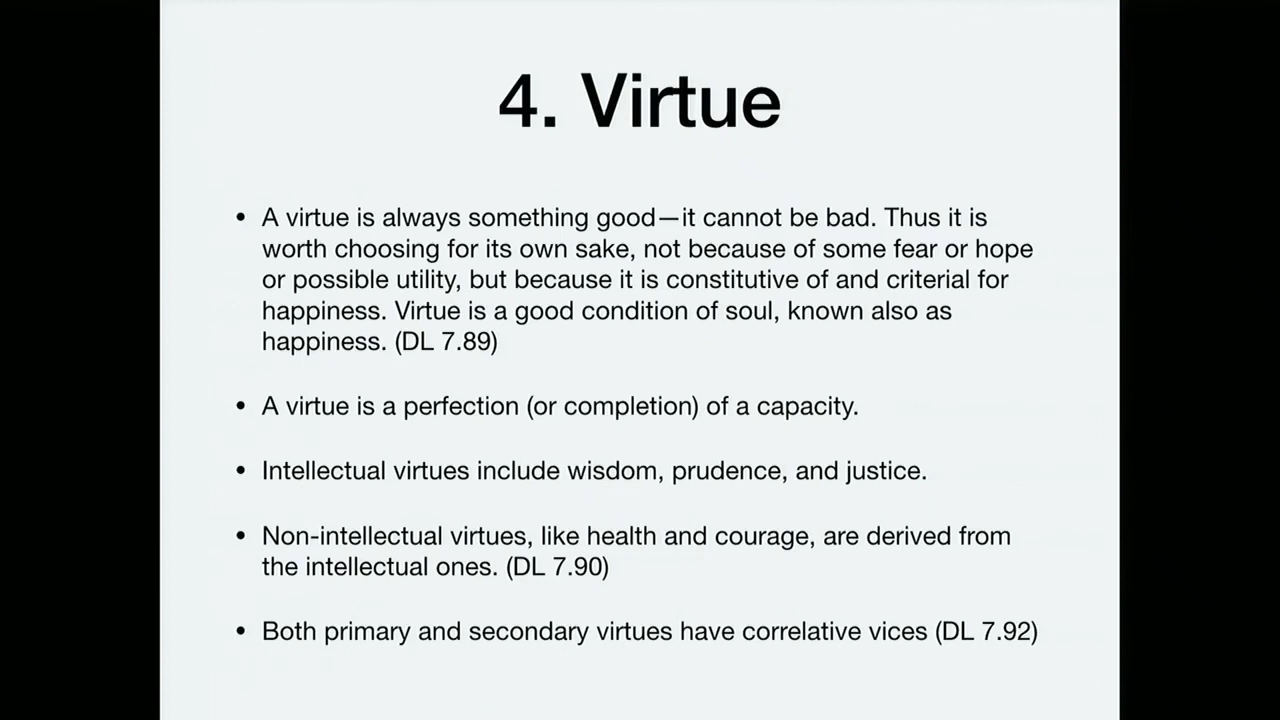 4. Virtue
• A virtue is always something good—it cannot be bad. Thus it is
worth choosing for its own sake, not because of some fear or hope
or possible utility, but because it is constitutive of and criterial for
happiness. Virtue is a good condition of soul, known also as
happiness. (DL 7.89)
• A virtue is a perfection (or completion) of a capacity.
• Intellectual virtues include wisdom, prudence, and justice.
• Non-intellectual virtues, like health and courage, are derived from
the intellectual ones. (DL 7.90)
• Both primary and secondary virtues have correlative vices (DL 7.92)